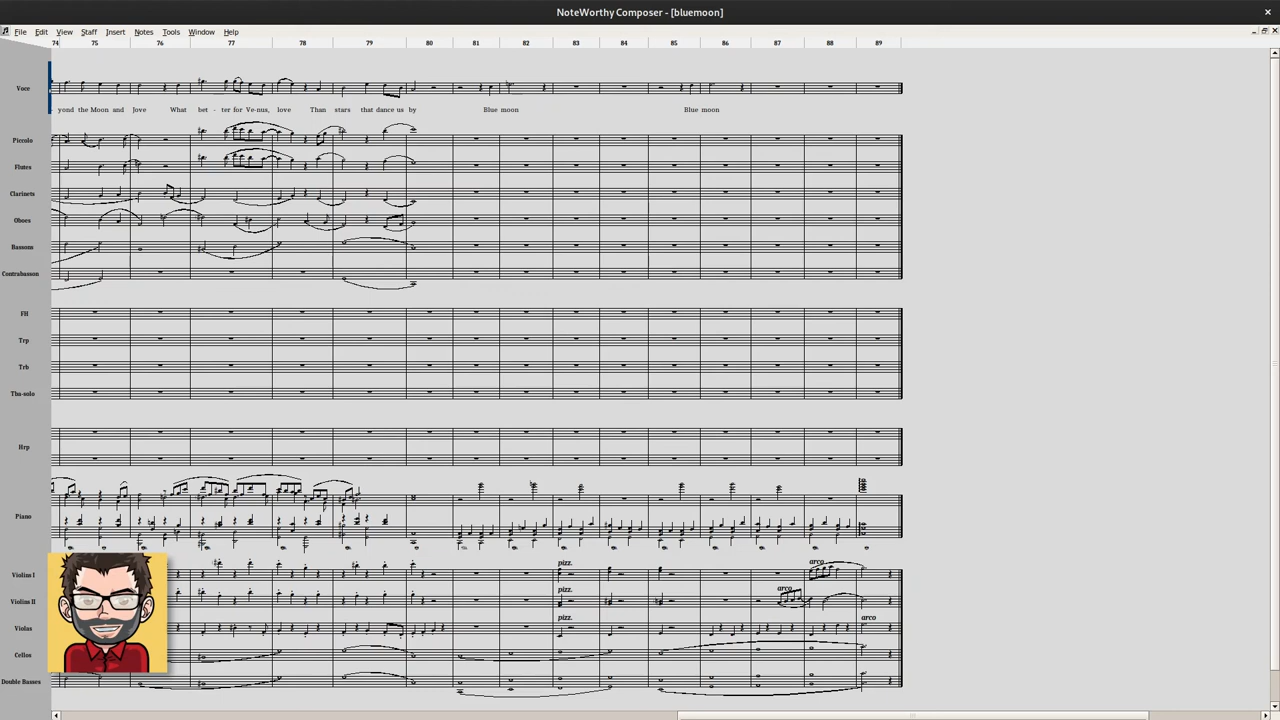 NoteWorthy Composer - [bluemoon]
File Edit View Staff Insert Notes Tools Window Help
74 75 76 77 78 79 80 81 82 83 84 85 86 87 88 89
Voce
yond the Moon and love What bet - ter for Ve-nus, love Than stars that dance us by Blue moon Blue moon
Piccolo
Flutes
Clarinets
Oboes
Bassons
Contrabasson
FH
Trp
Trb
Tba-solo
Hrp
Piano
Violins I pizz. arco
Violins II pizz. arco
Violas pizz. arco
Cellos
Double Basses